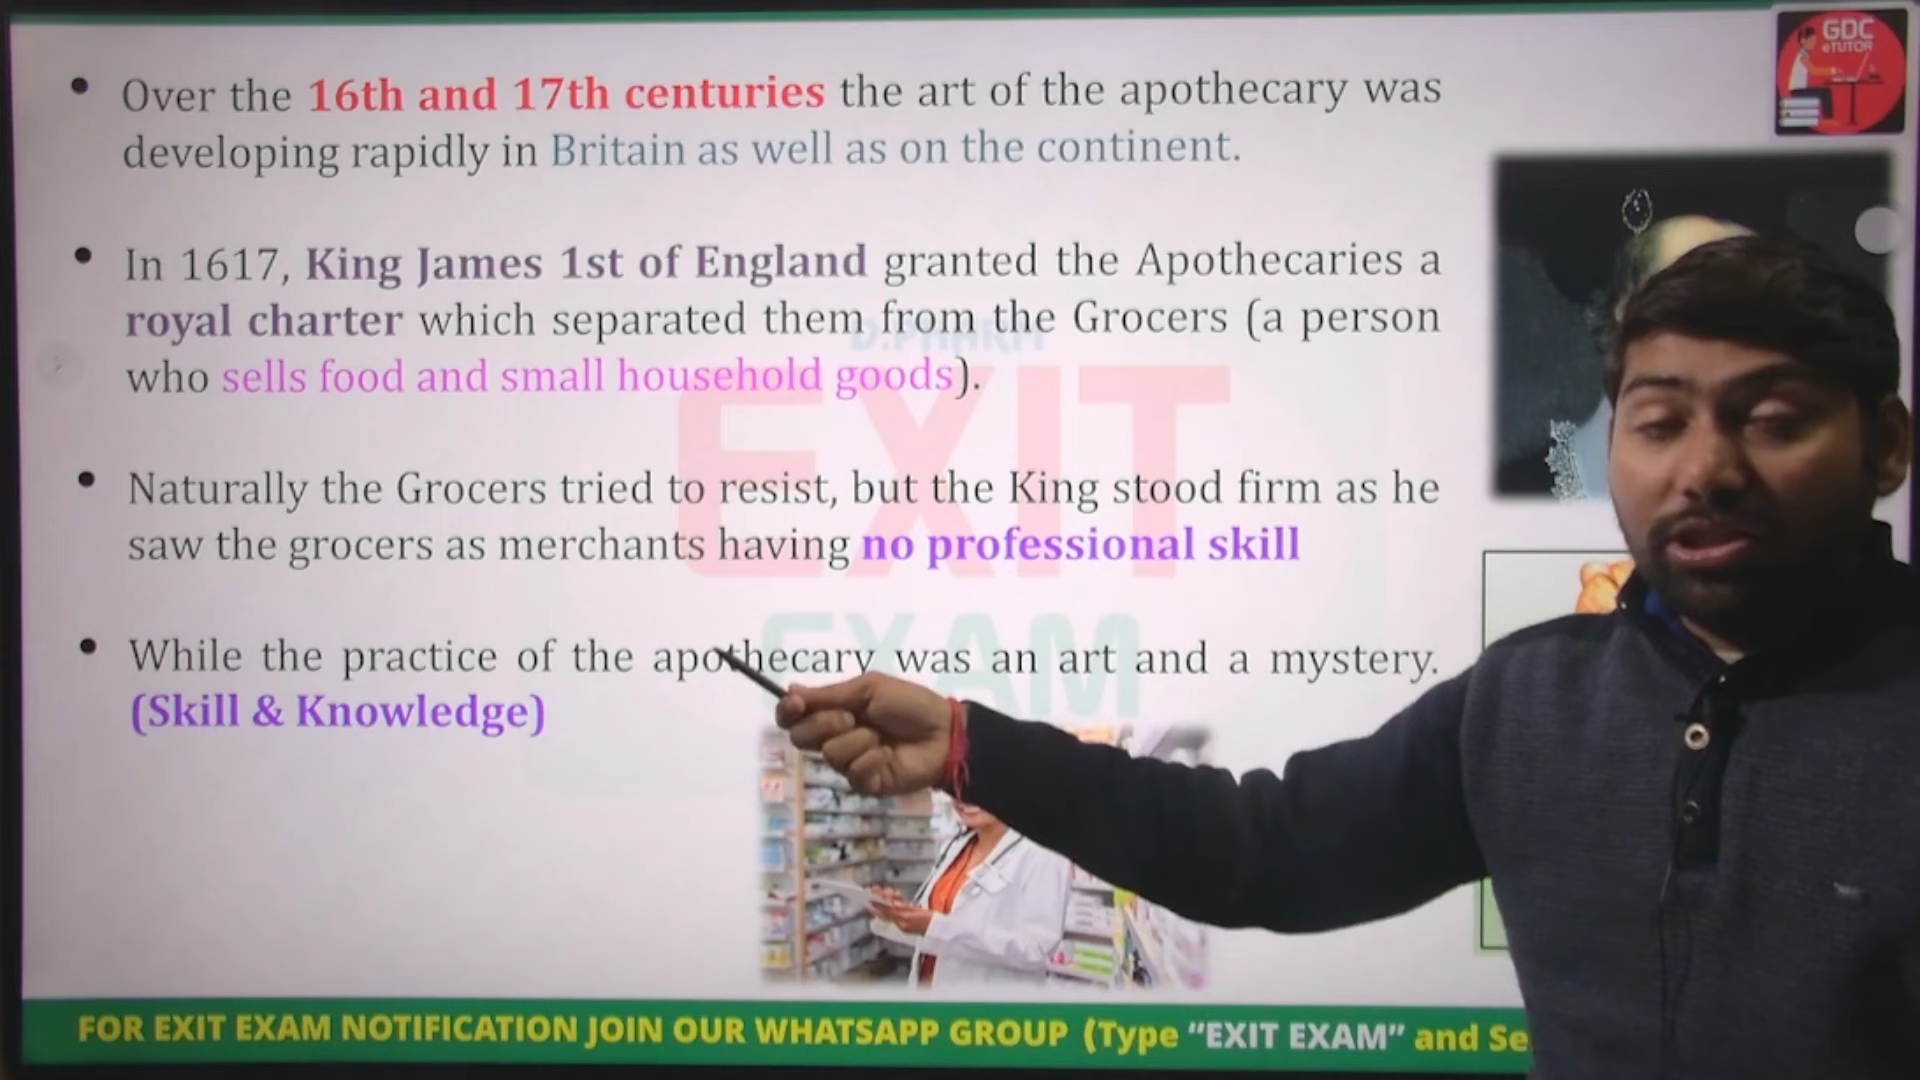 GDC
eTUTOR
• Over the 16th and 17th centuries the art of the apothecary was
developing rapidly in Britain as well as on the continent.
• In 1617, King James 1st of England granted the Apothecaries a
royal charter which separated them from the Grocers (a person
who sells food and small household goods).
• Naturally the Grocers tried to resist, but the King stood firm as he
saw the grocers as merchants having no professional skill
• While the practice of the apothecary was an art and a mystery.
(Skill & Knowledge)
D.PHARM
EXIT
EXAM
FOR EXIT EXAM NOTIFICATION JOIN OUR WHATSAPP GROUP (Type "EXIT EXAM" and Se